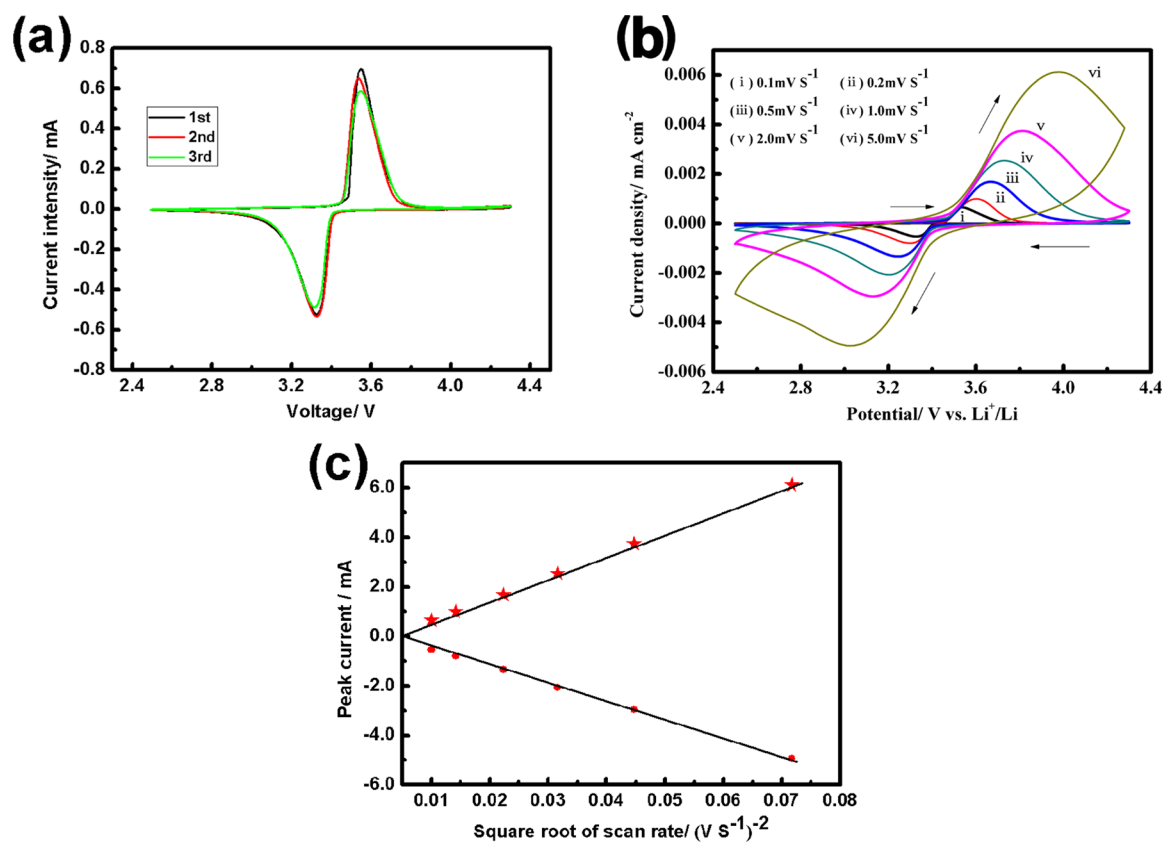 (a)
0.8
0.6
0.4
0.2
0.0
-0.2
-0.4
-0.6
-0.8
Current intensity/ mA
1st
2nd
3rd
2.4 2.8 3.2 3.6 4.0 4.4
Voltage/ V
(b)
0.006
0.004
0.002
0.000
-0.002
-0.004
-0.006
Current density/ mA cm⁻²
( i ) 0.1mV S⁻¹ ( ii ) 0.2mV S⁻¹
(iii) 0.5mV S⁻¹ (iv) 1.0mV S⁻¹
( v ) 2.0mV S⁻¹ (vi) 5.0mV S⁻¹
vi
v
iv
iii
ii
i
2.4 2.8 3.2 3.6 4.0 4.4
Potential/ V vs. Li⁺/Li
(c)
6.0
4.0
2.0
0.0
-2.0
-4.0
-6.0
Peak current / mA
0.01 0.02 0.03 0.04 0.05 0.06 0.07 0.08
Square root of scan rate/ (V S⁻¹)⁻²